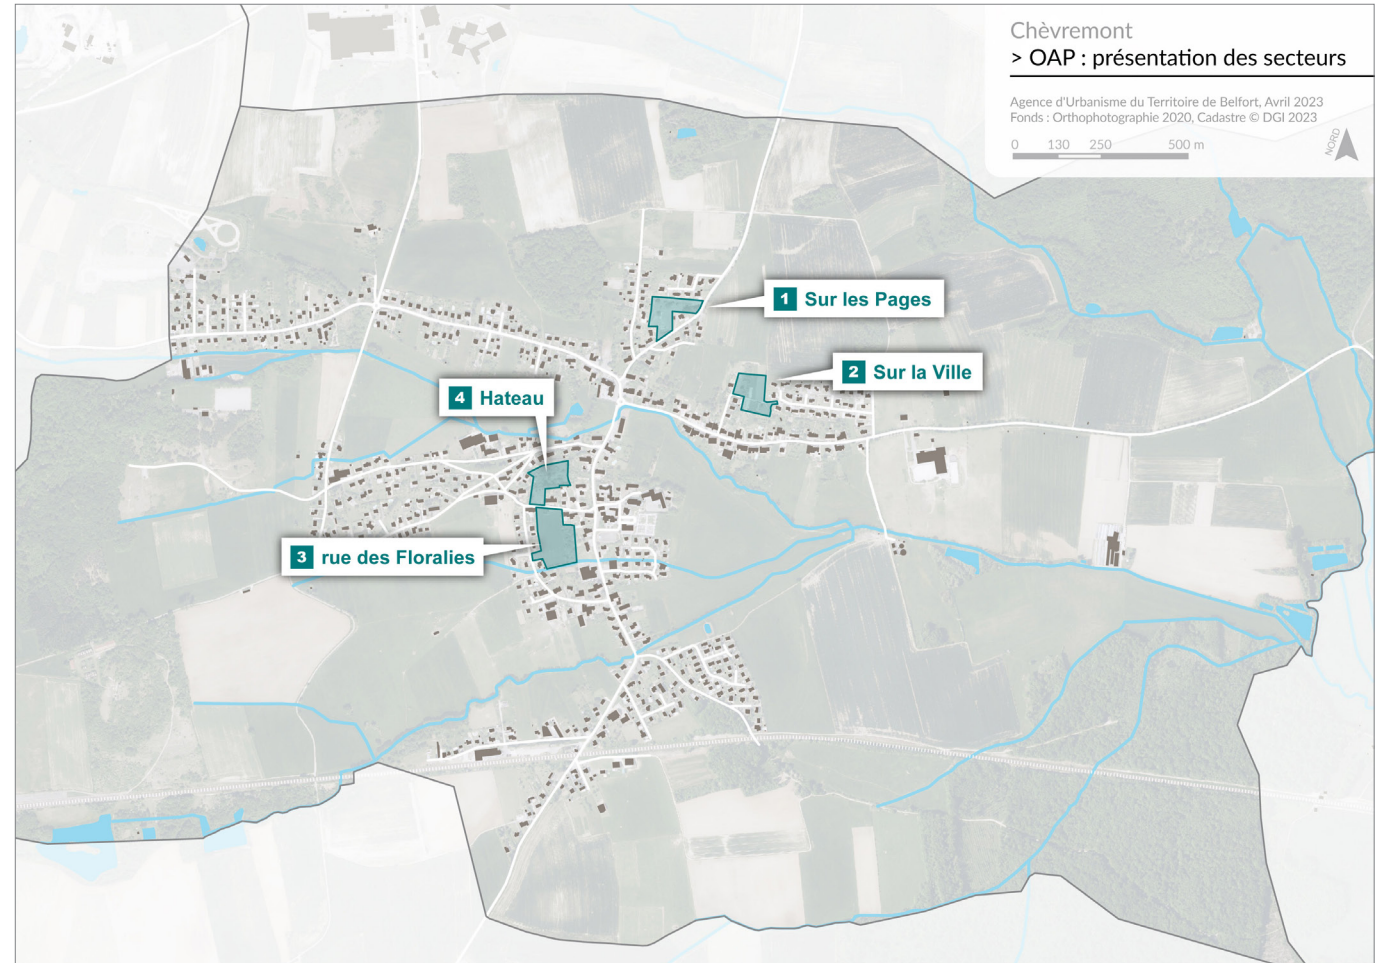 Chèvremont
> OAP : présentation des secteurs
Agence d'Urbanisme du Territoire de Belfort, Avril 2023
Fonds : Orthophotographie 2020, Cadastre © DGI 2023
0 130 250 500 m
NORD
1 Sur les Pages
2 Sur la Ville
4 Hateau
3 rue des Floralies